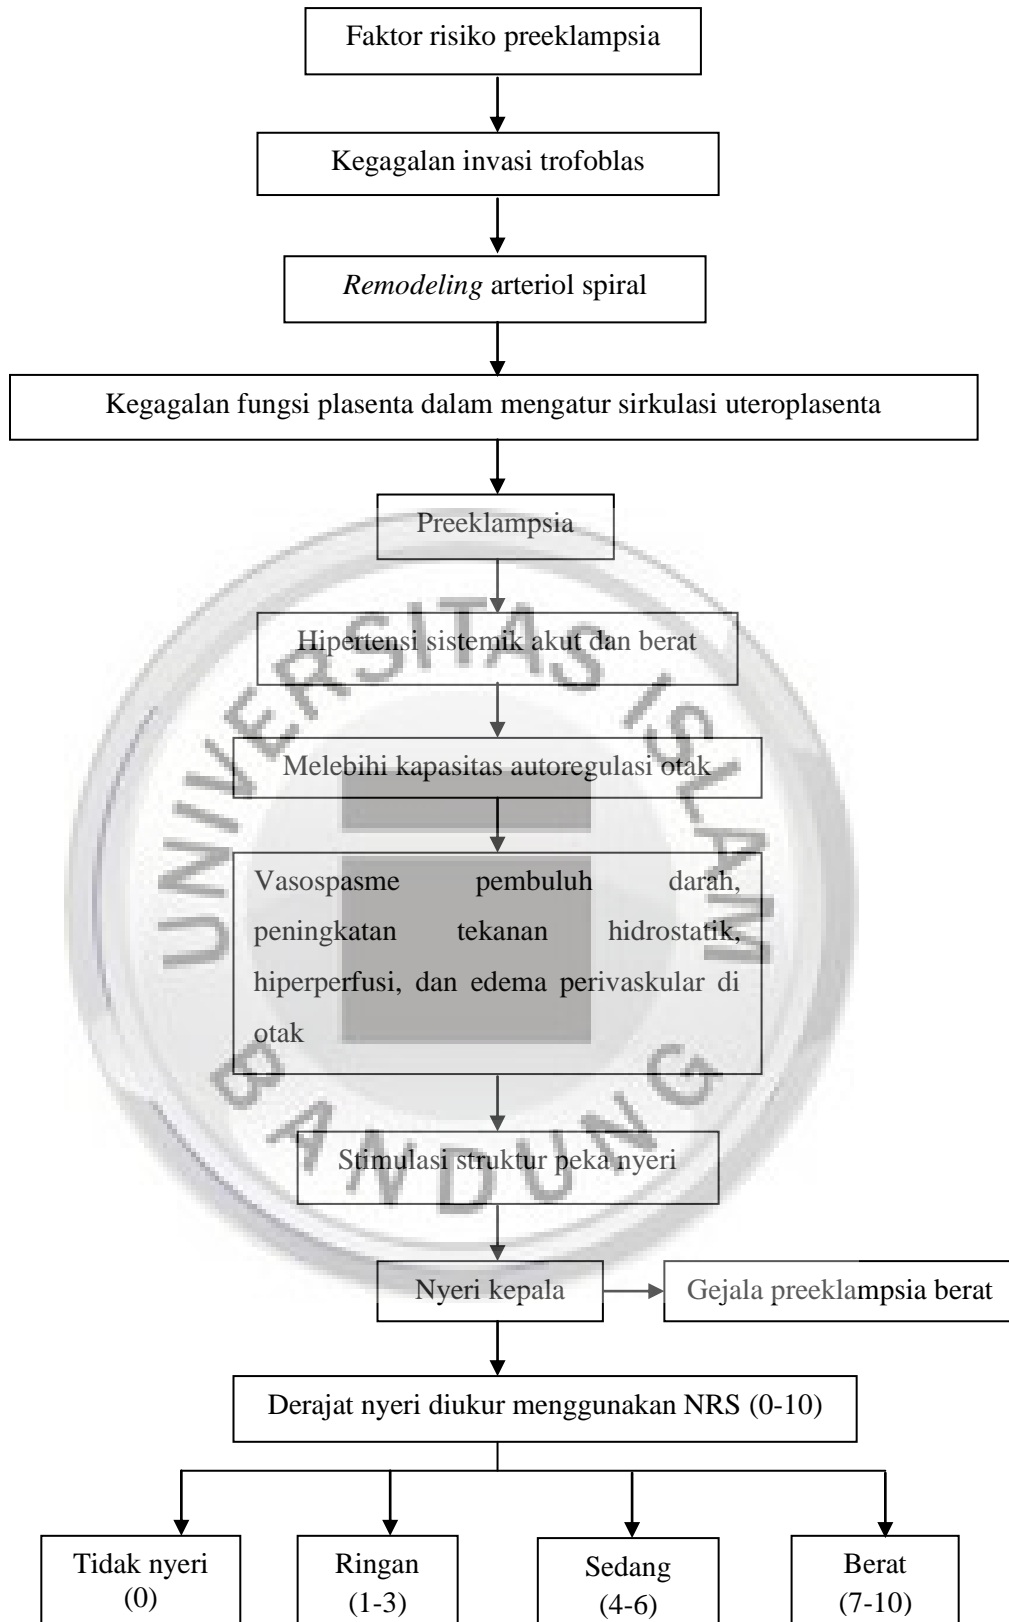 Faktor risiko preeklampsia
Kegagalan invasi trofoblas
Remodeling arteriol spiral
Kegagalan fungsi plasenta dalam mengatur sirkulasi uteroplasenta
Preeklampsia
Hipertensi sistemik akut dan berat
Melebihi kapasitas autoregulasi otak
Vasospasme pembuluh darah,
peningkatan tekanan hidrostatik,
hiperperfusi, dan edema perivaskular di
otak
Stimulasi struktur peka nyeri
Nyeri kepala
Gejala preeklampsia berat
Derajat nyeri diukur menggunakan NRS (0-10)
Tidak nyeri
(0)
Ringan
(1-3)
Sedang
(4-6)
Berat
(7-10)
UNIVERSITAS ISLAM
BANDUNG